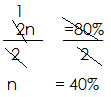 1
2n =80%
2 2
n = 40%